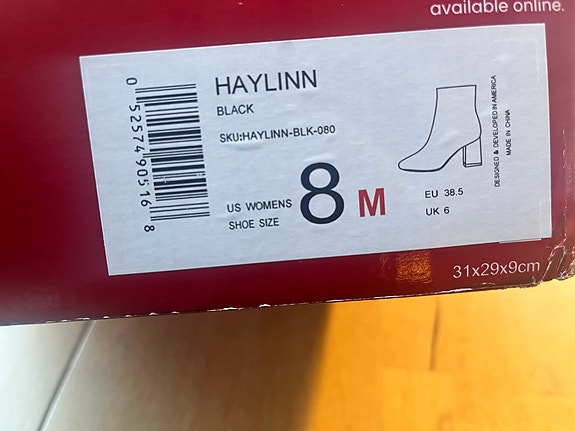 available online.
HAYLINN
BLACK
SKU:HAYLINN-BLK-080
US WOMENS
SHOE SIZE
8 M
EU 38.5
UK 6
DESIGNED & DEVELOPED IN AMERICA
MADE IN CHINA
0 52574 90516 8
31x29x9cm